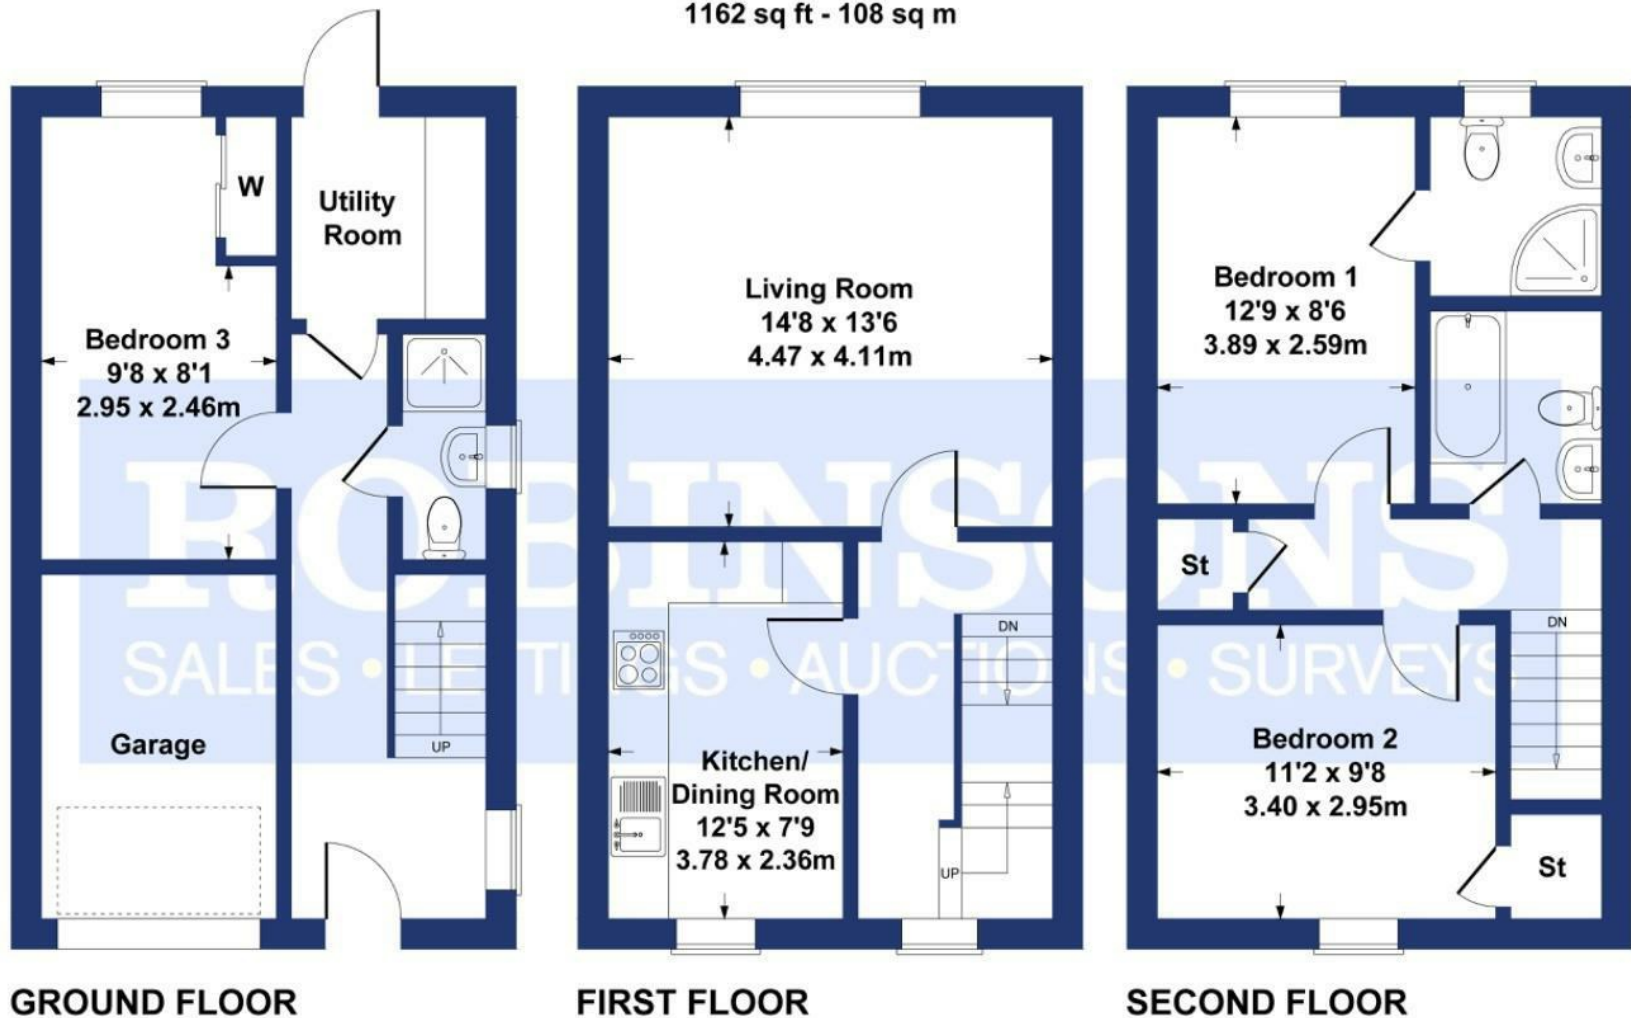 1162 sq ft - 108 sq m
W
Utility
Room
Bedroom 3
9'8 x 8'1
2.95 x 2.46m
Garage
UP
GROUND FLOOR
Living Room
14'8 x 13'6
4.47 x 4.11m
DN
Kitchen/
Dining Room
12'5 x 7'9
3.78 x 2.36m
UP
FIRST FLOOR
Bedroom 1
12'9 x 8'6
3.89 x 2.59m
St
DN
Bedroom 2
11'2 x 9'8
3.40 x 2.95m
St
SECOND FLOOR
ROBINSONS
SALES • LETTINGS • AUCTIONS • SURVEYS